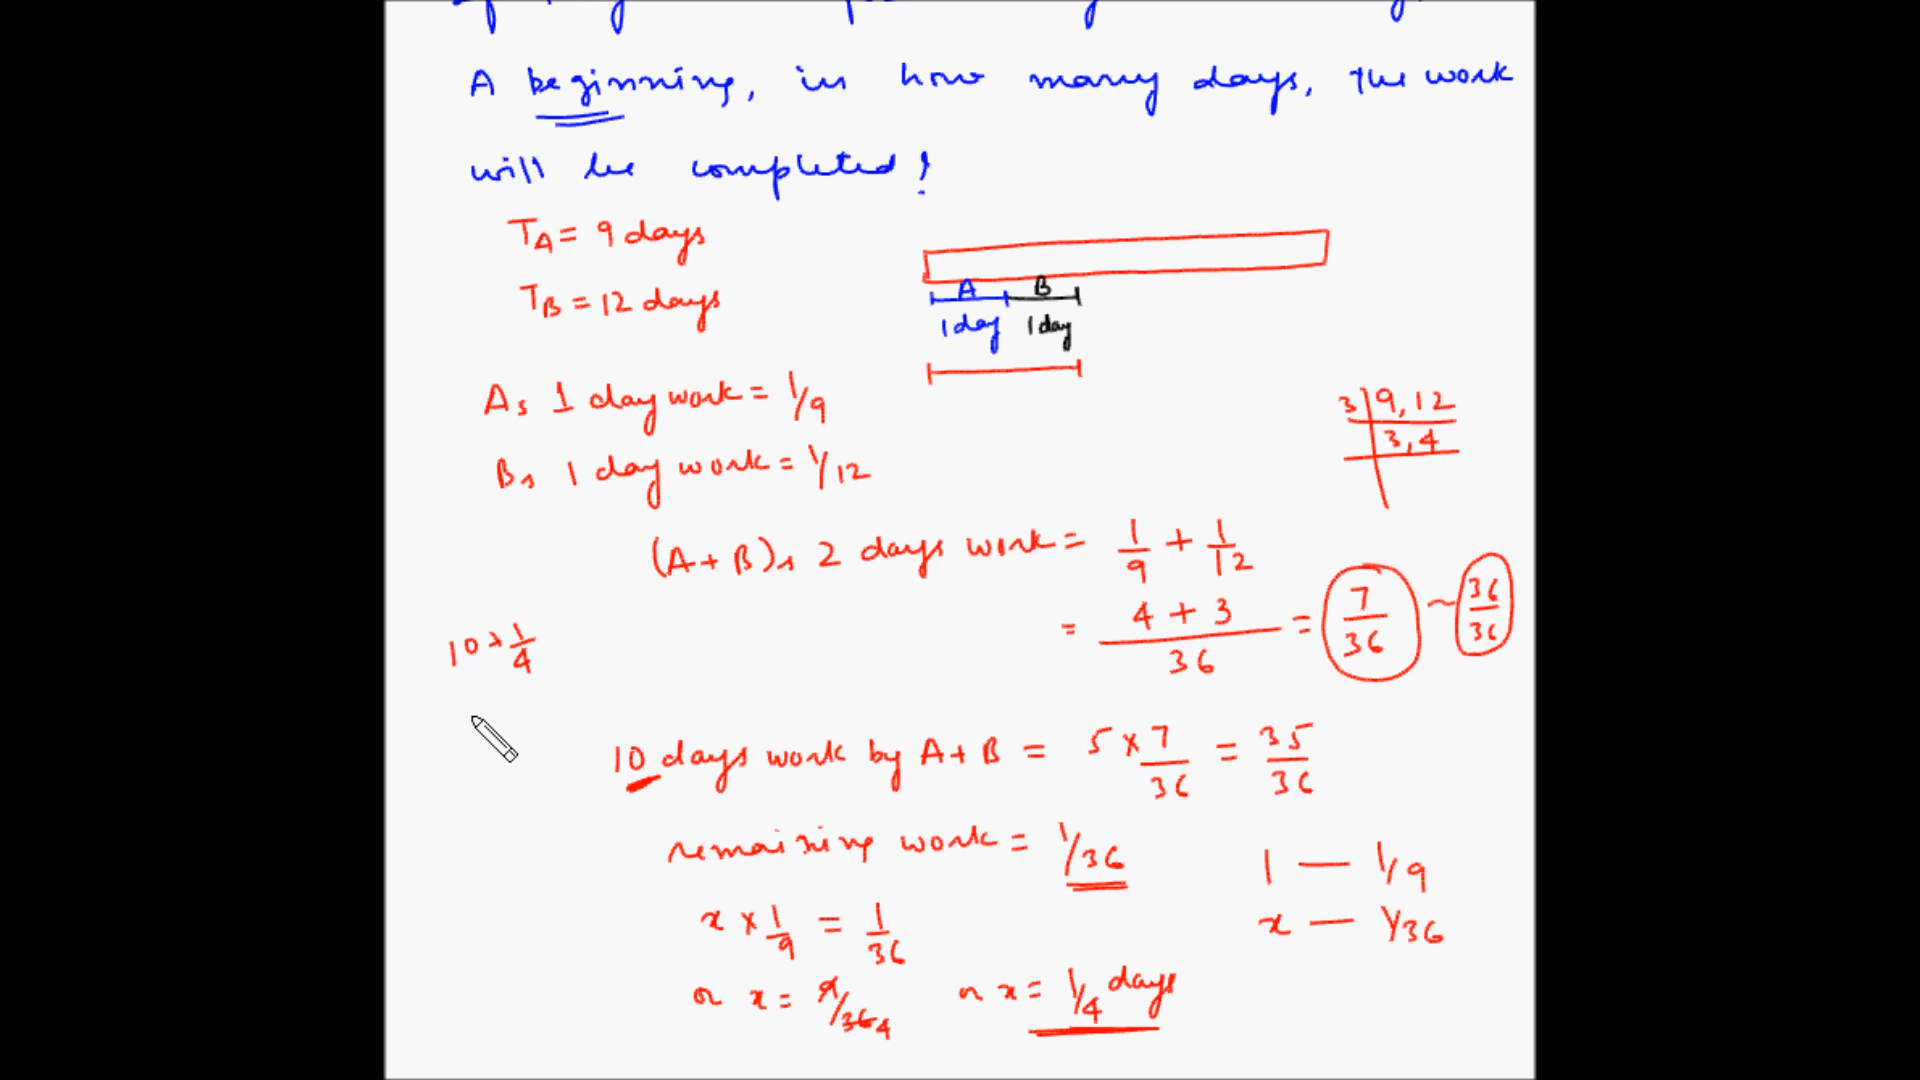 A beginning, in how many days, the work
will be completed?
TA = 9 days
TB = 12 days
A B
1 day 1 day
As 1 day work = 1/9
Bs 1 day work = 1/12
3 | 9, 12
3, 4
(A + B)s 2 days work = 1/9 + 1/12
= (4 + 3)/36 = 7/36 ~ 36/36
10 + 1/4
10 days work by A + B = 5 × 7/36 = 35/36
remaining work = 1/36
1 — 1/9
x × 1/9 = 1/36
x — 1/36
or x = 9/36 4 or x = 1/4 days